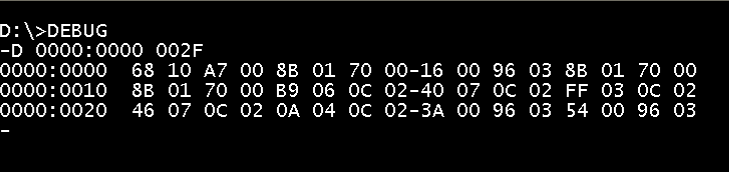 D:\>DEBUG
-D 0000:0000 002F
0000:0000  68 10 A7 00 8B 01 70 00-16 00 96 03 8B 01 70 00
0000:0010  8B 01 70 00 B9 06 0C 02-40 07 0C 02 FF 03 0C 02
0000:0020  46 07 0C 02 0A 04 0C 02-3A 00 96 03 54 00 96 03
-